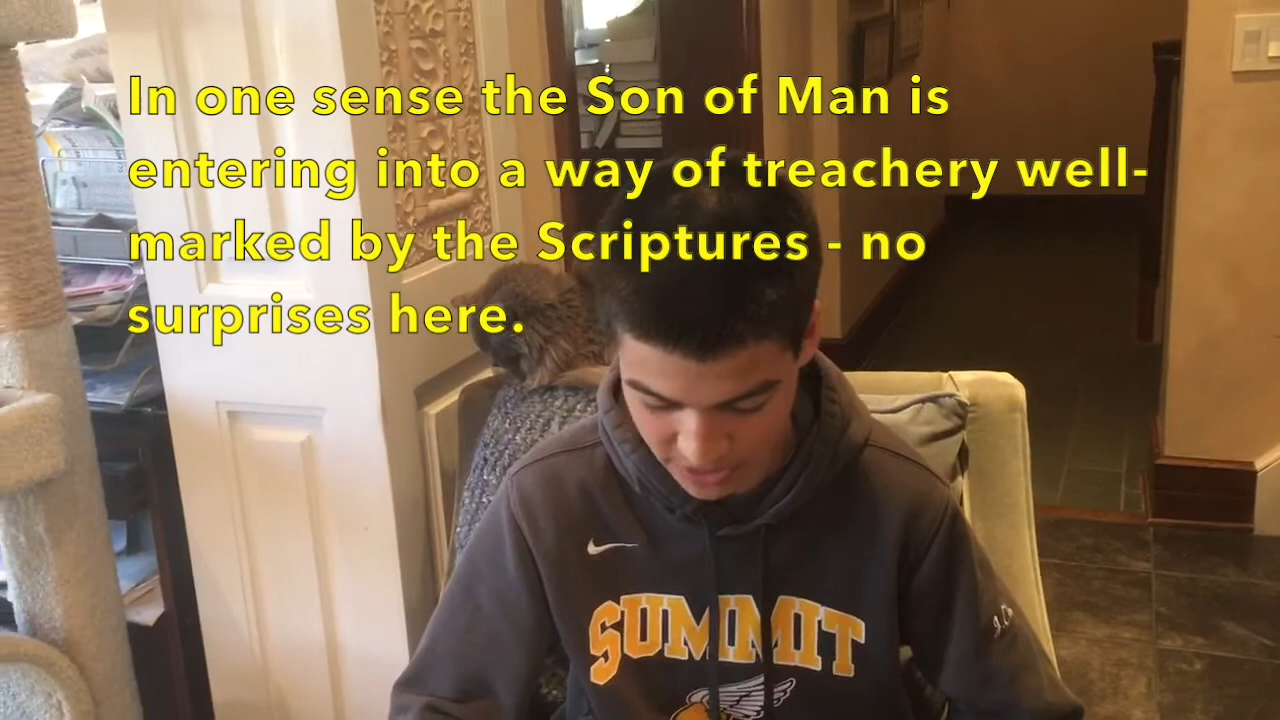 In one sense the Son of Man is
entering into a way of treachery well-
marked by the Scriptures - no
surprises here.
SUMMIT